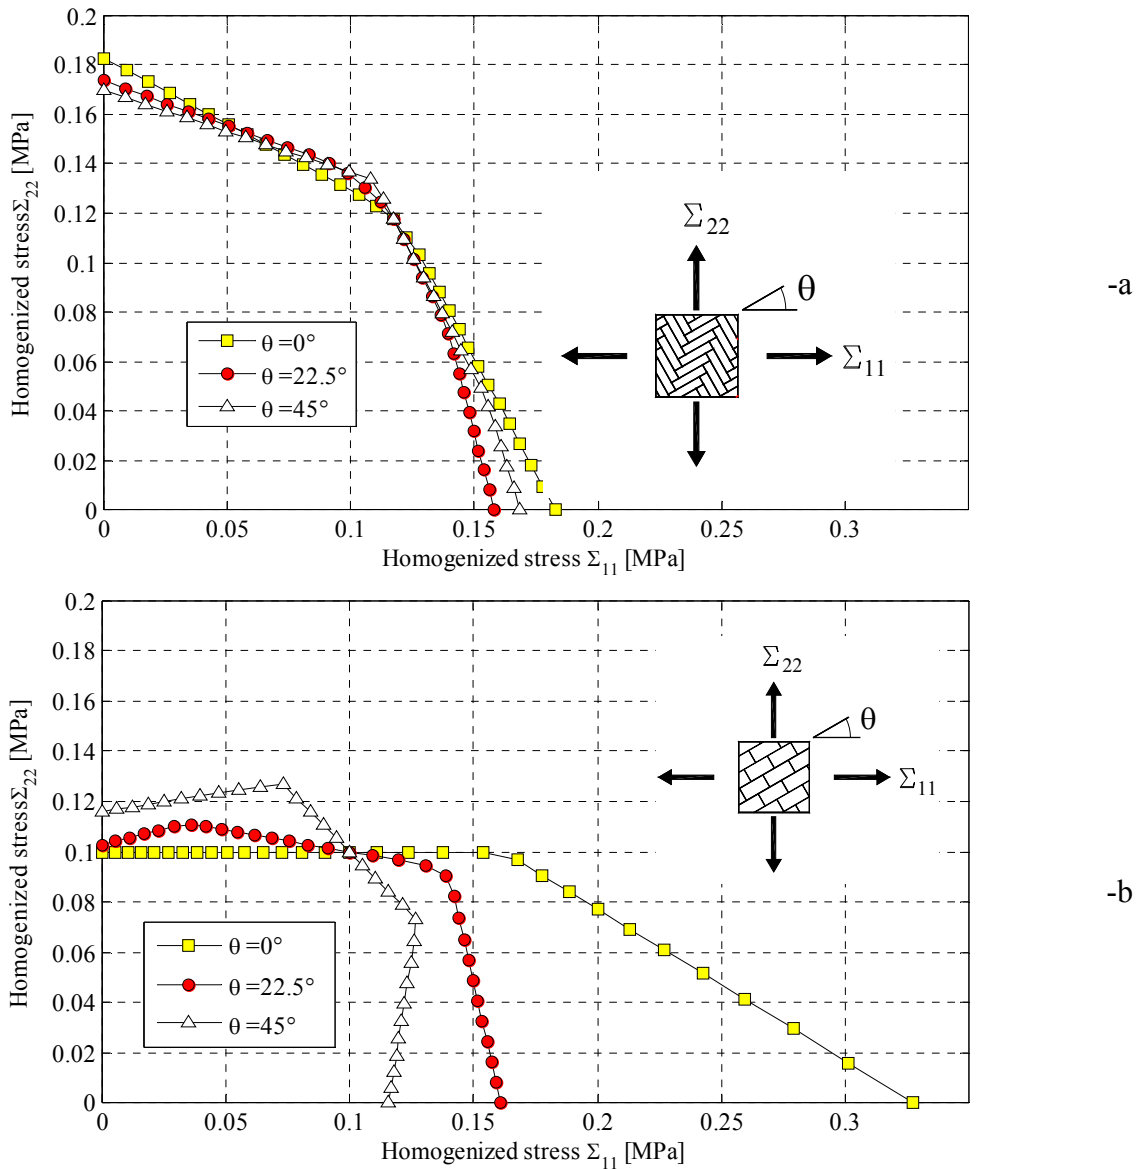 0.2
0.18
0.16
0.14
0.12
0.1
0.08
0.06
0.04
0.02
0
Homogenized stressΣ22 [MPa]
θ =0°
θ =22.5°
θ =45°
Σ22
θ
Σ11
-a
0 0.05 0.1 0.15 0.2 0.25 0.3
Homogenized stress Σ11 [MPa]
0.2
0.18
0.16
0.14
0.12
0.1
0.08
0.06
0.04
0.02
0
Homogenized stressΣ22 [MPa]
θ =0°
θ =22.5°
θ =45°
Σ22
θ
Σ11
-b
0 0.05 0.1 0.15 0.2 0.25 0.3
Homogenized stress Σ11 [MPa]